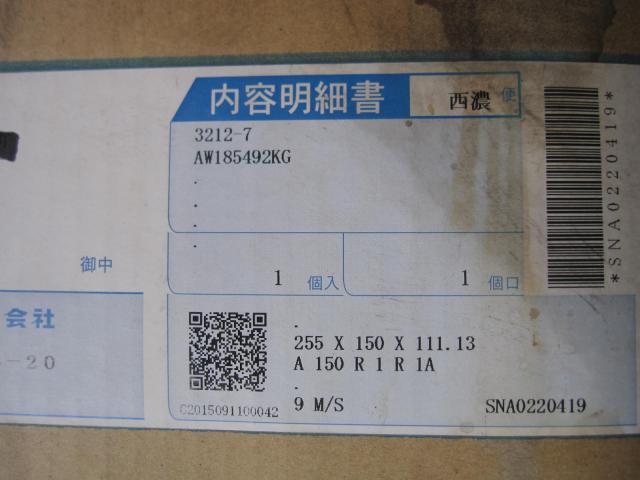 内容明細書 西濃 便
3212-7
AW185492KG
.
.
.
.
御中
1 個入 1 個口
会社
-20
.
255 X 150 X 111.13
A 150 R 1 R 1A
.
9 M/S SNA0220419
C2015091100042
*SNA0220419*